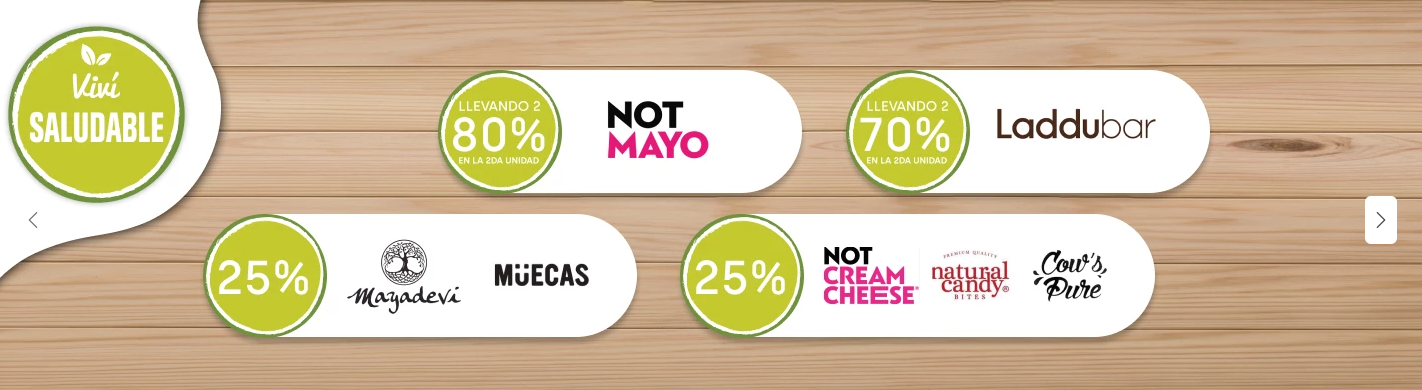 Viví
SALUDABLE
LLEVANDO 2
80%
EN LA 2DA UNIDAD
NOT
MAYO
LLEVANDO 2
70%
EN LA 2DA UNIDAD
Laddubar
25%
Mayadevi
MÜECAS
25%
NOT
CREAM
CHEESE
PREMIUM QUALITY
natural
candy®
BITES
Cow's
Pure